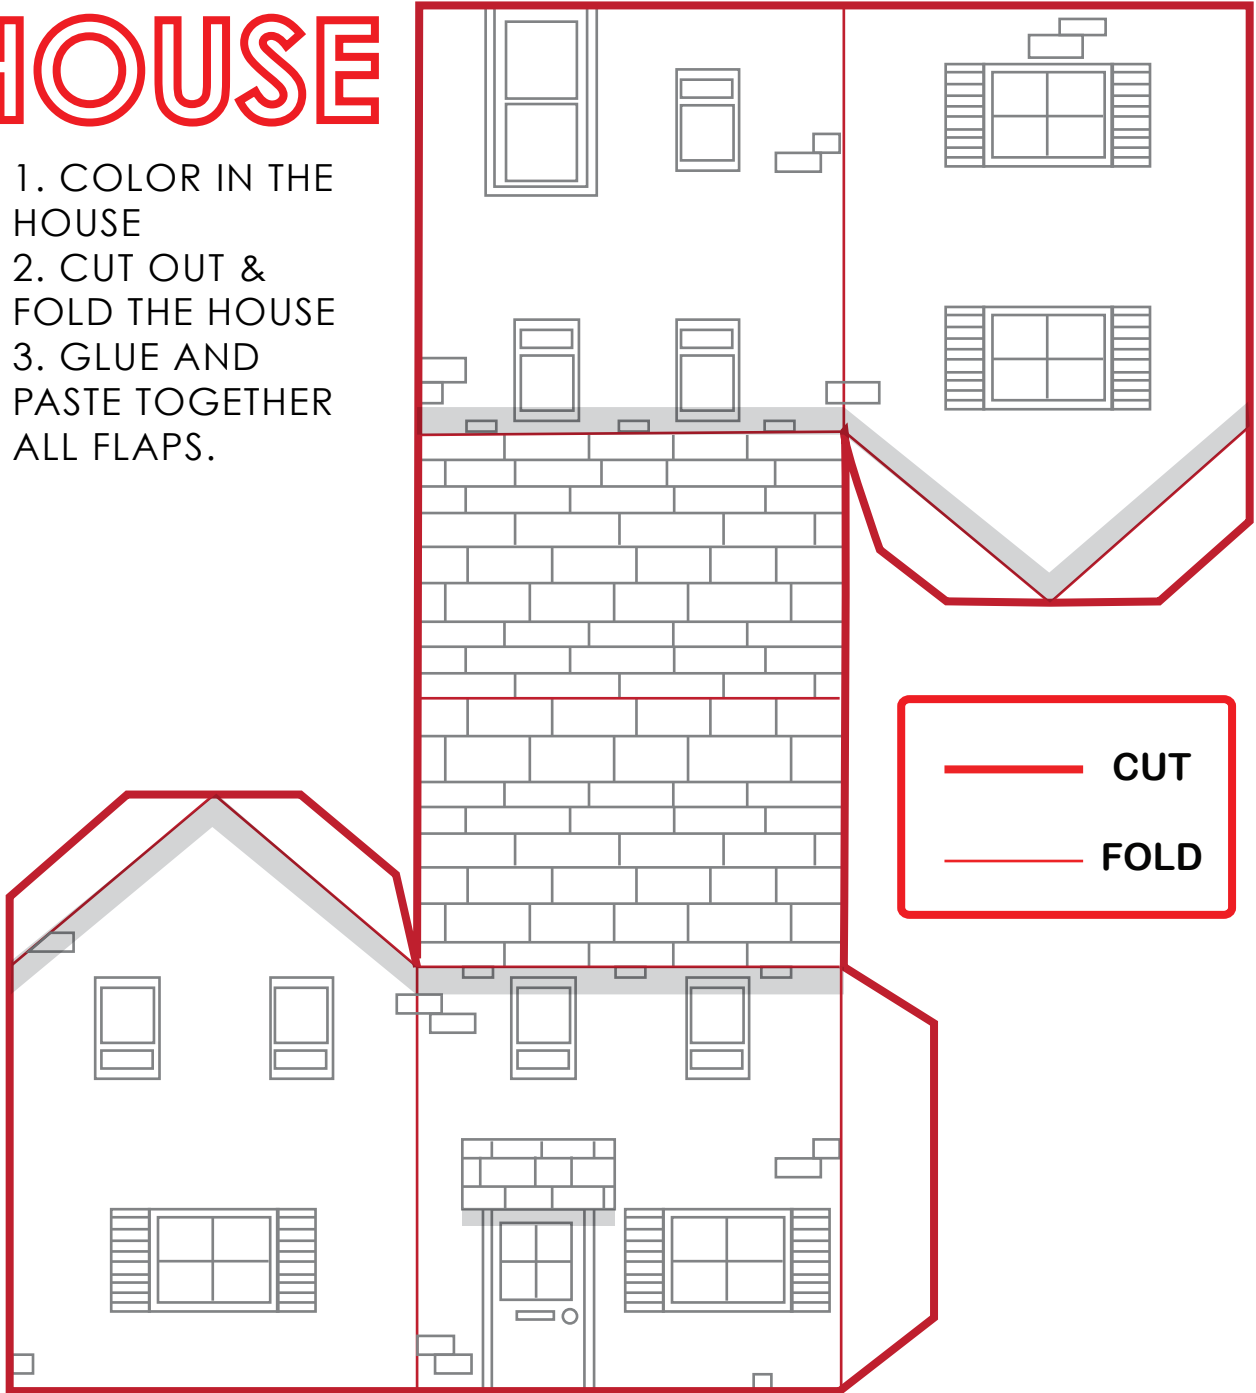 HOUSE
1. COLOR IN THE
HOUSE
2. CUT OUT &
FOLD THE HOUSE
3. GLUE AND
PASTE TOGETHER
ALL FLAPS.
CUT
FOLD